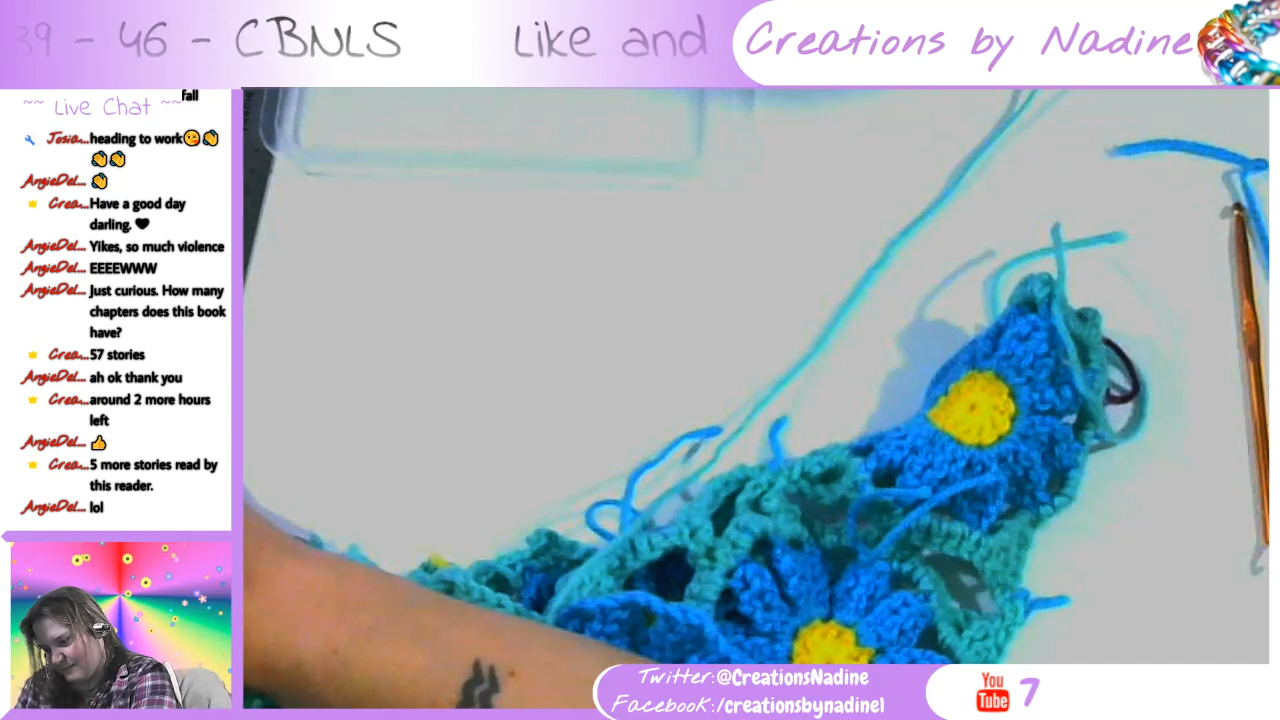 39 - 46 - CBNLS Like and
Creations by Nadine
~~ Live Chat ~~
fall
Josia... heading to work😘👏
👏👏
AngieDel... 👏
Crea... Have a good day
darling. ♥
AngieDel... Yikes, so much violence
AngieDel... EEEEWWW
AngieDel... Just curious. How many
chapters does this book
have?
Crea... 57 stories
AngieDel... ah ok thank you
Crea... around 2 more hours
left
AngieDel... 👍
Crea... 5 more stories read by
this reader.
AngieDel... lol
Twitter:@CreationsNadine
Facebook:/creationsbynadine1
You
Tube 7